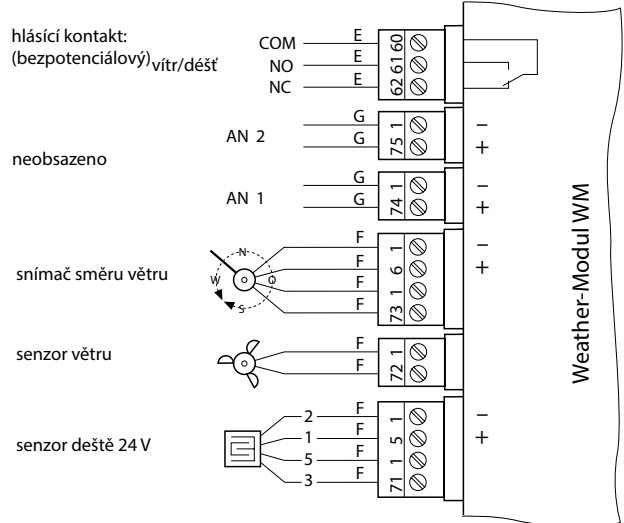 hlásící kontakt:
(bezpotenciálový) vítr/déšť
COM E 60
NO E 61
NC E 62
neobsazeno
AN 2
G 1 –
G 75 +
AN 1
G 1 –
G 74 +
snímač směru větru
N
W O
S
F 1 –
F 6 +
F 1
F 73
senzor větru
F 1
F 72
senzor deště 24 V
2 F 1 –
1 F 5 +
5 F 1
3 F 71
Weather-Modul WM